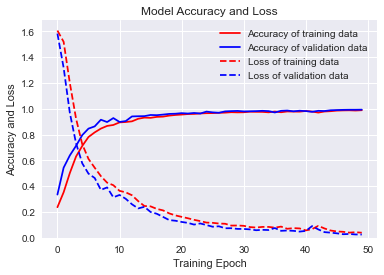 Model Accuracy and Loss
Accuracy of training data
Accuracy of validation data
Loss of training data
Loss of validation data
Accuracy and Loss
1.6
1.4
1.2
1.0
0.8
0.6
0.4
0.2
0.0
0
10
20
30
40
50
Training Epoch